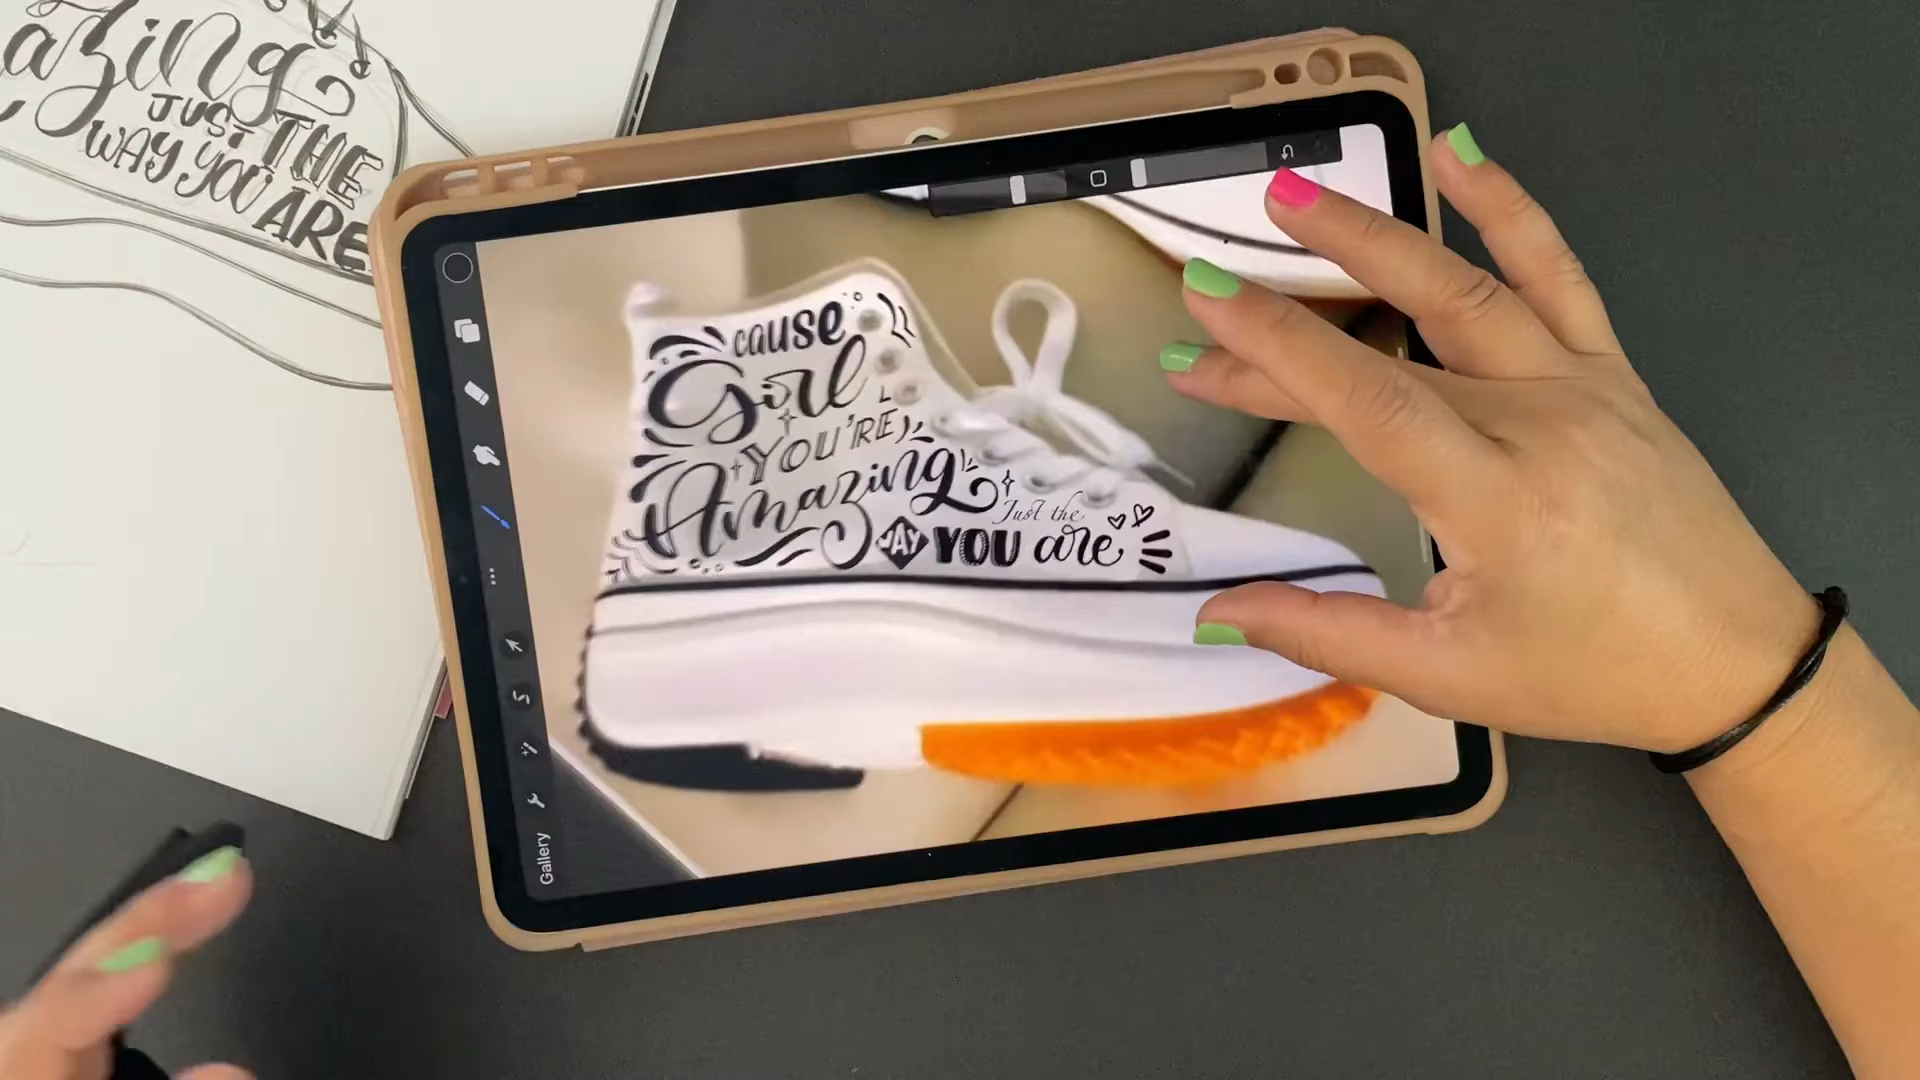 azing
JUST THE
WAY YOU ARE
cause
Girl
YOU'RE
Amazing
Just the
WAY YOU are
Gallery